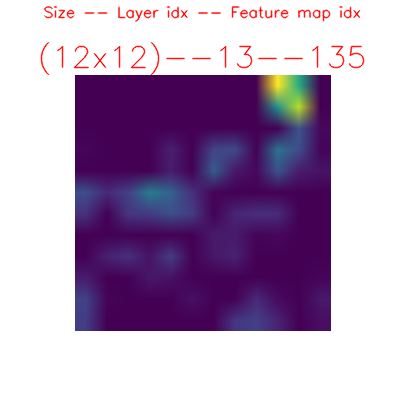 Size -- Layer idx -- Feature map idx
(12x12)--13--135